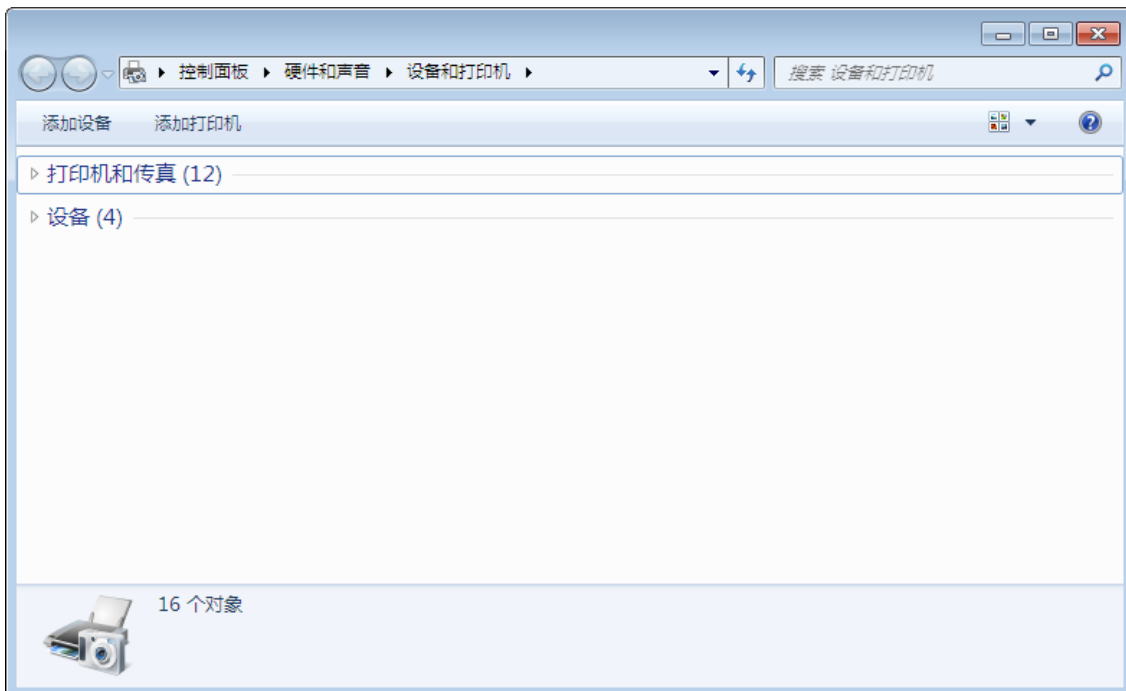 控制面板 硬件和声音 设备和打印机
搜索 设备和打印机
添加设备 添加打印机
打印机和传真 (12)
设备 (4)
16 个对象